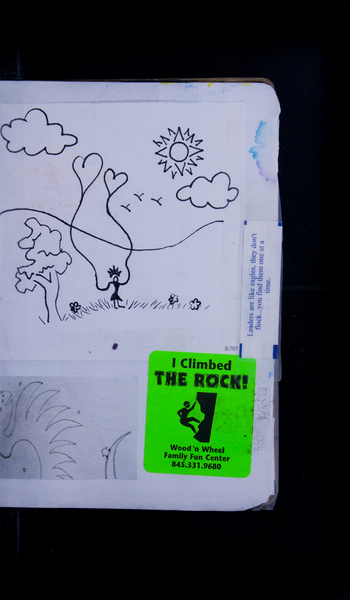 Leaders are like eagles, they don't
flock...you find them one at a
time.
I Climbed
THE ROCK!
Wood 'n Wheel
Family Fun Center
845.331.9680